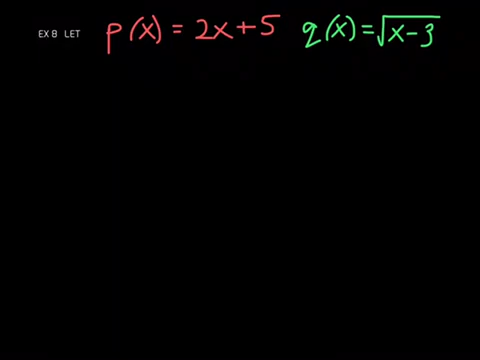 EX 8 LET p(x) = 2x+5 q(x) = √x-3